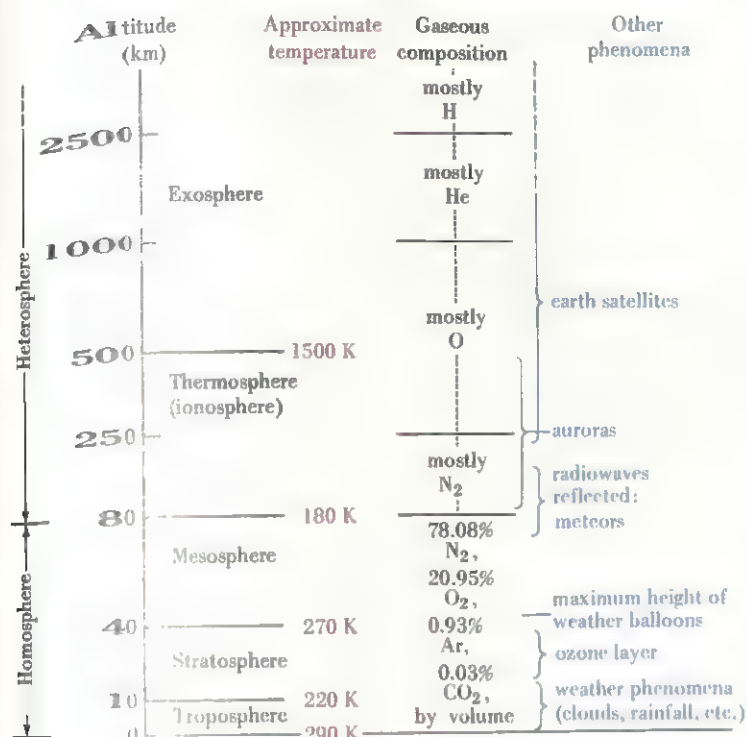 Altitude
(km)
Approximate
temperature
Gaseous
composition
Other
phenomena
mostly
H
2500
Exosphere
mostly
He
1000
Heterosphere
mostly
O
earth satellites
500
1500 K
Thermosphere
(ionosphere)
250
auroras
mostly
N₂
radiowaves
reflected:
meteors
80
180 K
78.08%
N₂,
20.95%
O₂,
0.93%
Ar,
0.03%
CO₂,
by volume
Mesosphere
Homosphere
maximum height of
weather balloons
40
270 K
Stratosphere
ozone layer
10
220 K
Troposphere
weather phenomena
(clouds, rainfall, etc.)
0
290 K